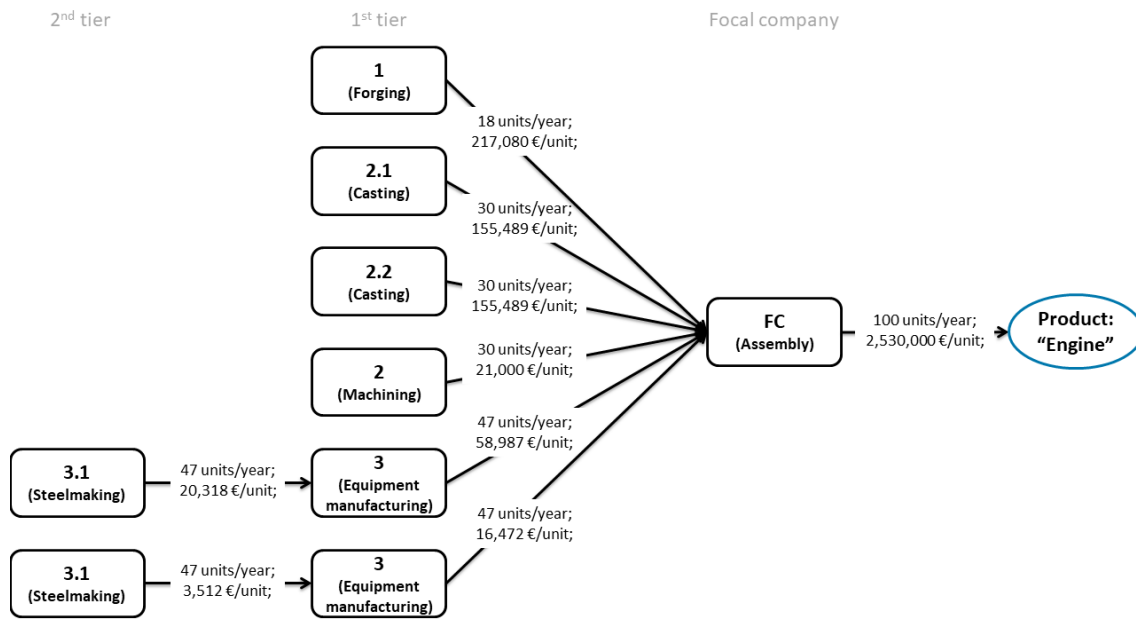 2nd tier
1st tier
Focal company
1
(Forging)
18 units/year;
217,080 €/unit;
2.1
(Casting)
30 units/year;
155,489 €/unit;
2.2
(Casting)
30 units/year;
155,489 €/unit;
FC
(Assembly)
100 units/year;
2,530,000 €/unit;
Product:
“Engine”
2
(Machining)
30 units/year;
21,000 €/unit;
47 units/year;
58,987 €/unit;
3.1
(Steelmaking)
47 units/year;
20,318 €/unit;
3
(Equipment
manufacturing)
47 units/year;
16,472 €/unit;
3.1
(Steelmaking)
47 units/year;
3,512 €/unit;
3
(Equipment
manufacturing)